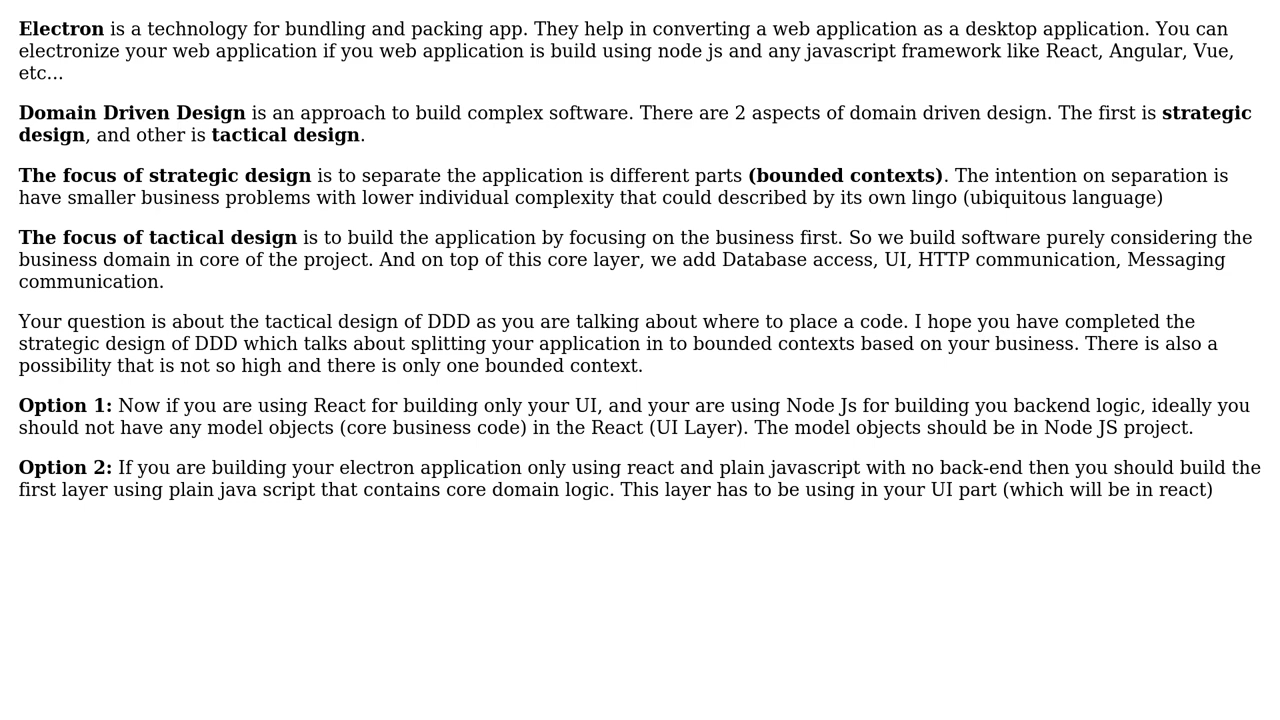 Electron is a technology for bundling and packing app. They help in converting a web application as a desktop application. You can
electronize your web application if you web application is build using node js and any javascript framework like React, Angular, Vue,
etc...
Domain Driven Design is an approach to build complex software. There are 2 aspects of domain driven design. The first is strategic
design, and other is tactical design.
The focus of strategic design is to separate the application is different parts (bounded contexts). The intention on separation is
have smaller business problems with lower individual complexity that could described by its own lingo (ubiquitous language)
The focus of tactical design is to build the application by focusing on the business first. So we build software purely considering the
business domain in core of the project. And on top of this core layer, we add Database access, UI, HTTP communication, Messaging
communication.
Your question is about the tactical design of DDD as you are talking about where to place a code. I hope you have completed the
strategic design of DDD which talks about splitting your application in to bounded contexts based on your business. There is also a
possibility that is not so high and there is only one bounded context.
Option 1: Now if you are using React for building only your UI, and your are using Node Js for building you backend logic, ideally you
should not have any model objects (core business code) in the React (UI Layer). The model objects should be in Node JS project.
Option 2: If you are building your electron application only using react and plain javascript with no back-end then you should build the
first layer using plain java script that contains core domain logic. This layer has to be using in your UI part (which will be in react)